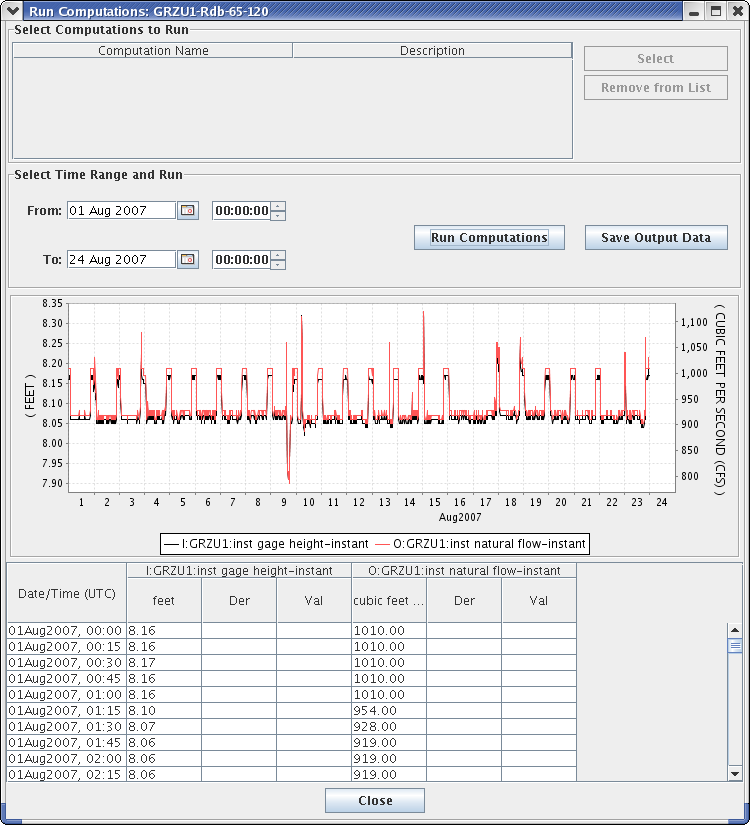 Run Computations: GRZU1-Rdb-65-120
Select Computations to Run
Computation Name Description
Select
Remove from List
Select Time Range and Run
From: 01 Aug 2007 00:00:00
Run Computations Save Output Data
To: 24 Aug 2007 00:00:00
8.35
8.30
8.25
8.20
8.15
8.10
8.05
8.00
7.95
7.90
( FEET )
1,100
1,050
1,000
950
900
850
800
( CUBIC FEET PER SECOND (CFS) )
1 2 3 4 5 6 7 8 9 10 11 12 13 14 15 16 17 18 19 20 21 22 23 24
Aug2007
I:GRZU1:inst gage height-instant O:GRZU1:inst natural flow-instant
Date/Time (UTC) I:GRZU1:inst gage height-instant O:GRZU1:inst natural flow-instant
feet Der Val cubic feet ... Der Val
01Aug2007, 00:00 8.16 1010.00
01Aug2007, 00:15 8.16 1010.00
01Aug2007, 00:30 8.17 1010.00
01Aug2007, 00:45 8.16 1010.00
01Aug2007, 01:00 8.16 1010.00
01Aug2007, 01:15 8.10 954.00
01Aug2007, 01:30 8.07 928.00
01Aug2007, 01:45 8.06 919.00
01Aug2007, 02:00 8.06 919.00
01Aug2007, 02:15 8.06 919.00
Close